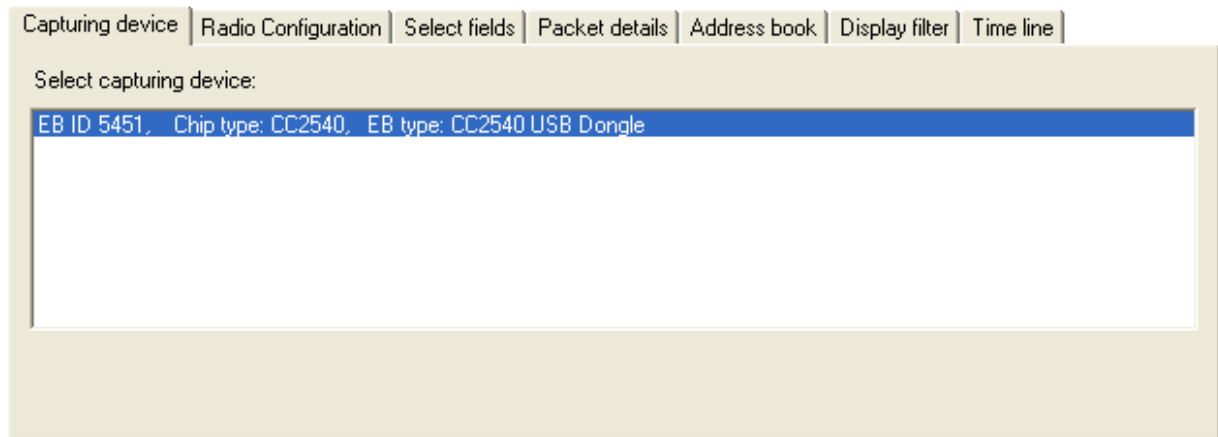 Capturing device Radio Configuration Select fields Packet details Address book Display filter Time line
Select capturing device:
EB ID 5451, Chip type: CC2540, EB type: CC2540 USB Dongle